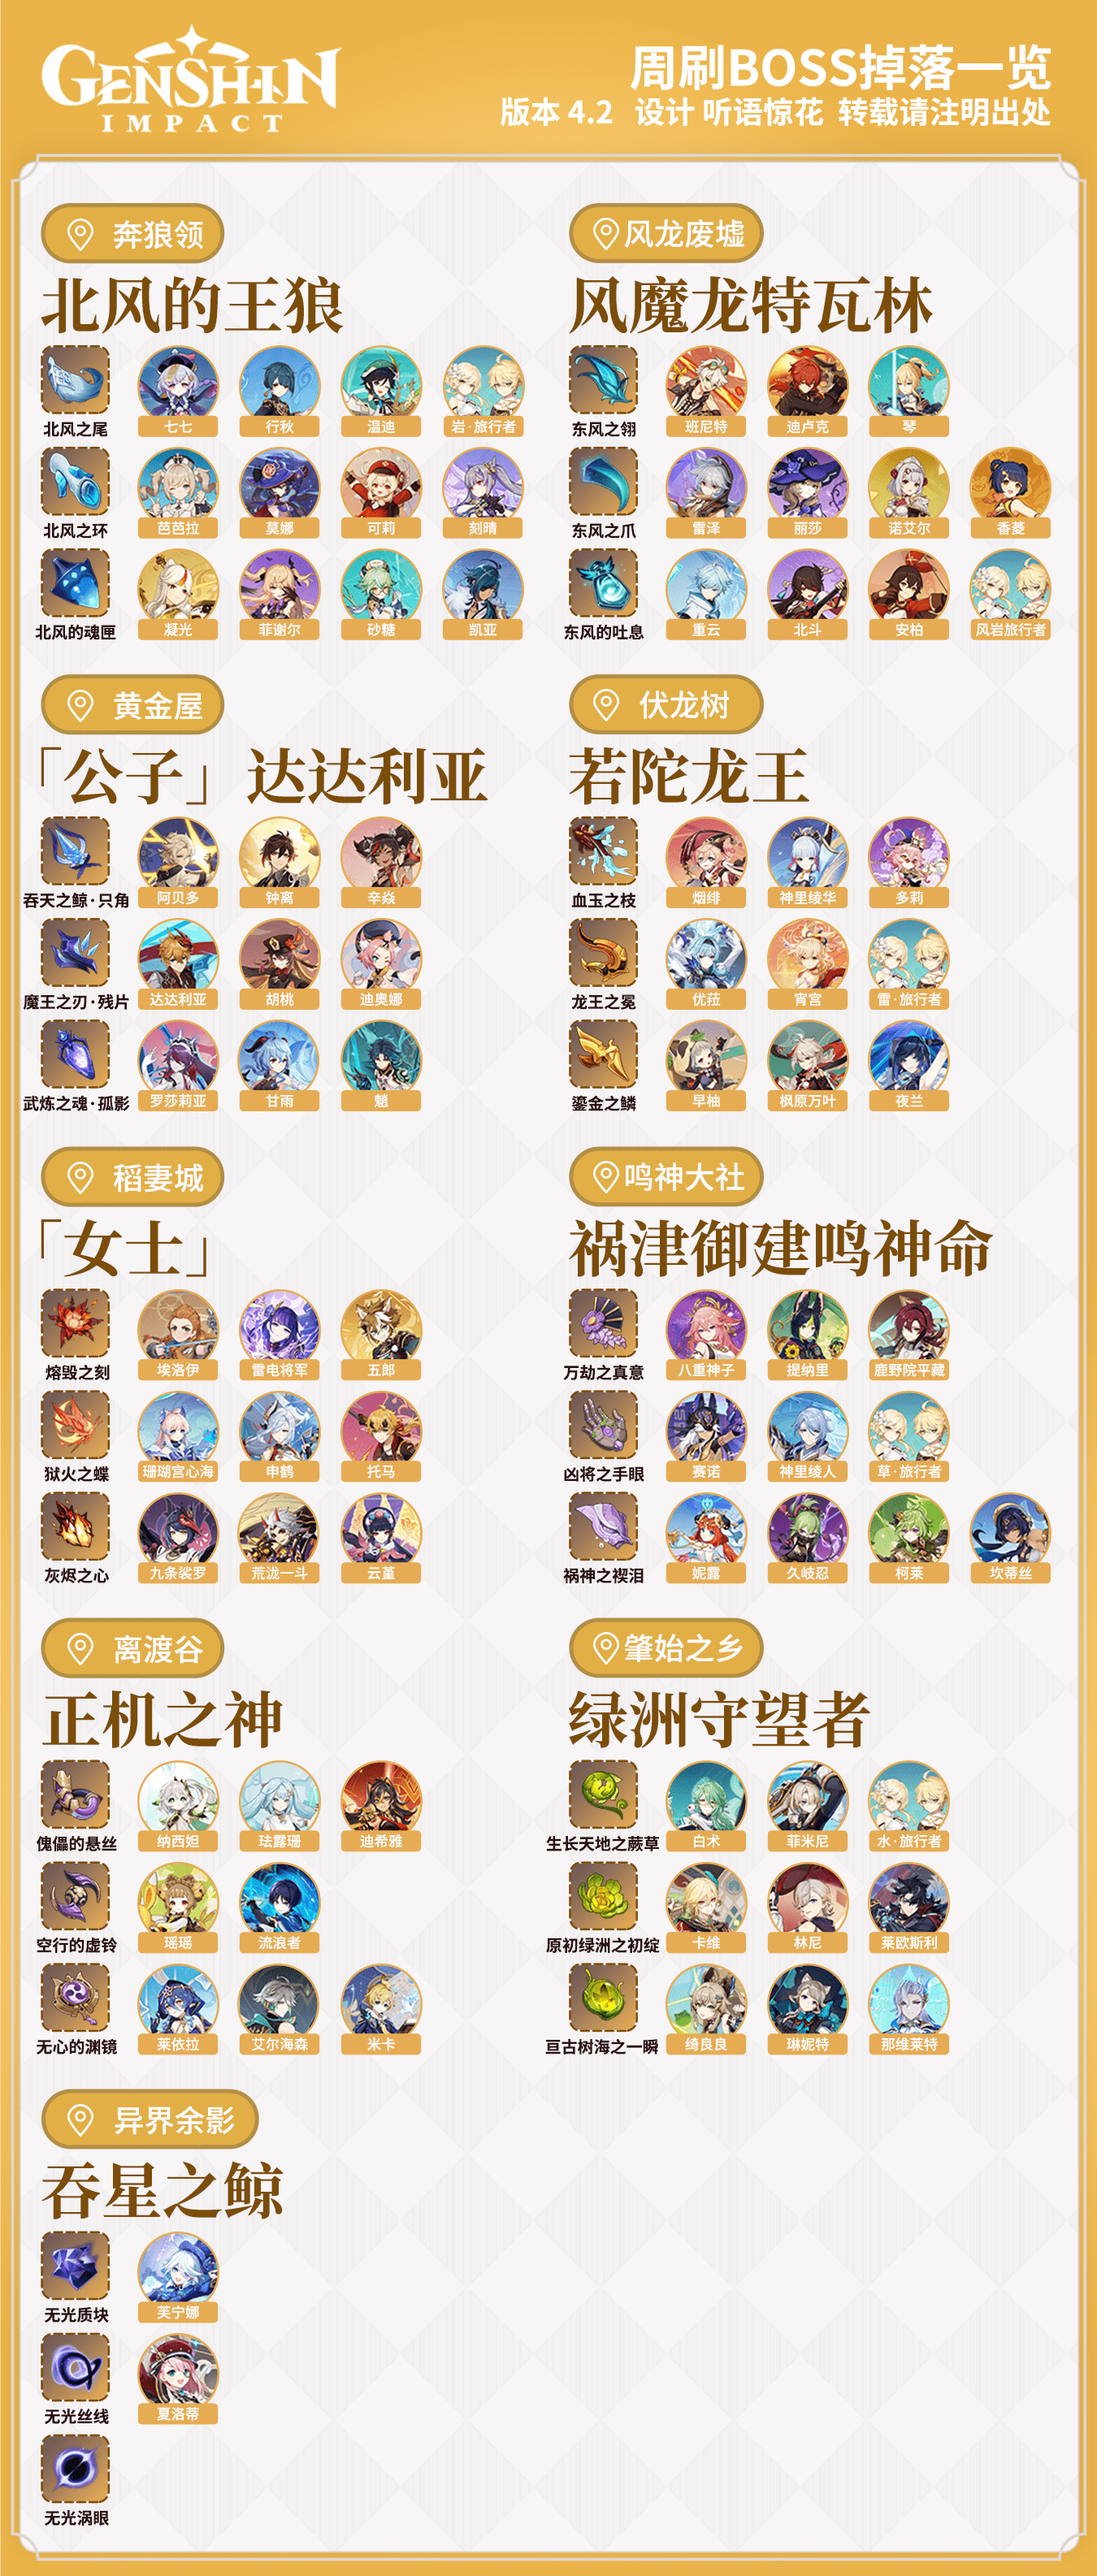 GENSHIN
IMPACT
周刷BOSS掉落一览
版本 4.2 设计 听语惊花 转载请注明出处
奔狼领
北风的王狼
北风之尾 七七 行秋 温迪 岩·旅行者
北风之环 芭芭拉 莫娜 可莉 刻晴
北风的魂匣 凝光 菲谢尔 砂糖 凯亚
风龙废墟
风魔龙特瓦林
东风之翎 班尼特 迪卢克 琴
东风之爪 雷泽 丽莎 诺艾尔 香菱
东风的吐息 重云 北斗 安柏 风岩旅行者
黄金屋
「公子」 达达利亚
吞天之鲸·只角 阿贝多 钟离 辛焱
魔王之刃·残片 达达利亚 胡桃 迪奥娜
武炼之魂·孤影 罗莎莉亚 甘雨 魈
伏龙树
若陀龙王
血玉之枝 烟绯 神里绫华 多莉
龙王之冕 优菈 宵宫 雷·旅行者
鎏金之鳞 早柚 枫原万叶 夜兰
稻妻城
「女士」
熔毁之刻 埃洛伊 雷电将军 五郎
狱火之蝶 珊瑚宫心海 申鹤 托马
灰烬之心 九条裟罗 荒泷一斗 云堇
鸣神大社
祸津御建鸣神命
万劫之真意 八重神子 提纳里 鹿野院平藏
凶将之手眼 赛诺 神里绫人 草·旅行者
祸神之禊泪 妮露 久岐忍 柯莱 坎蒂丝
离渡谷
正机之神
傀儡的悬丝 纳西妲 珐露珊 迪希雅
空行的虚铃 瑶瑶 流浪者
无心的渊镜 莱依拉 艾尔海森 米卡
肇始之乡
绿洲守望者
生长天地之蕨草 白术 菲米尼 水·旅行者
原初绿洲之初绽 卡维 林尼 莱欧斯利
亘古树海之一瞬 绮良良 琳妮特 那维莱特
异界余影
吞星之鲸
无光质块 芙宁娜
无光丝线 夏洛蒂
无光涡眼